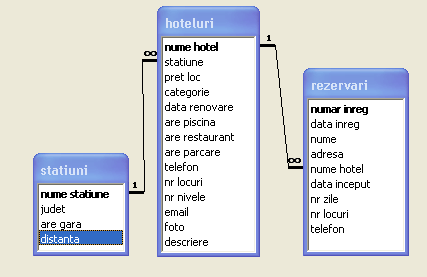 hoteluri
nume hotel
statiune
pret loc
categorie
data renovare
are piscina
are restaurant
are parcare
telefon
nr locuri
nr nivele
email
foto
descriere
rezervari
numar inreg
data inreg
nume
adresa
nume hotel
data inceput
nr zile
nr locuri
telefon
statiuni
nume statiune
judet
are gara
distanta
1
∞
1
∞